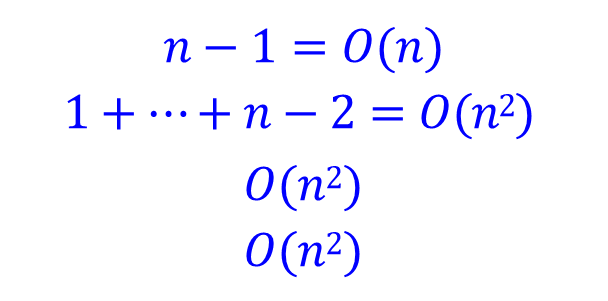 n − 1 = O(n)
1 + ⋯ + n − 2 = O(n²)
O(n²)
O(n²)